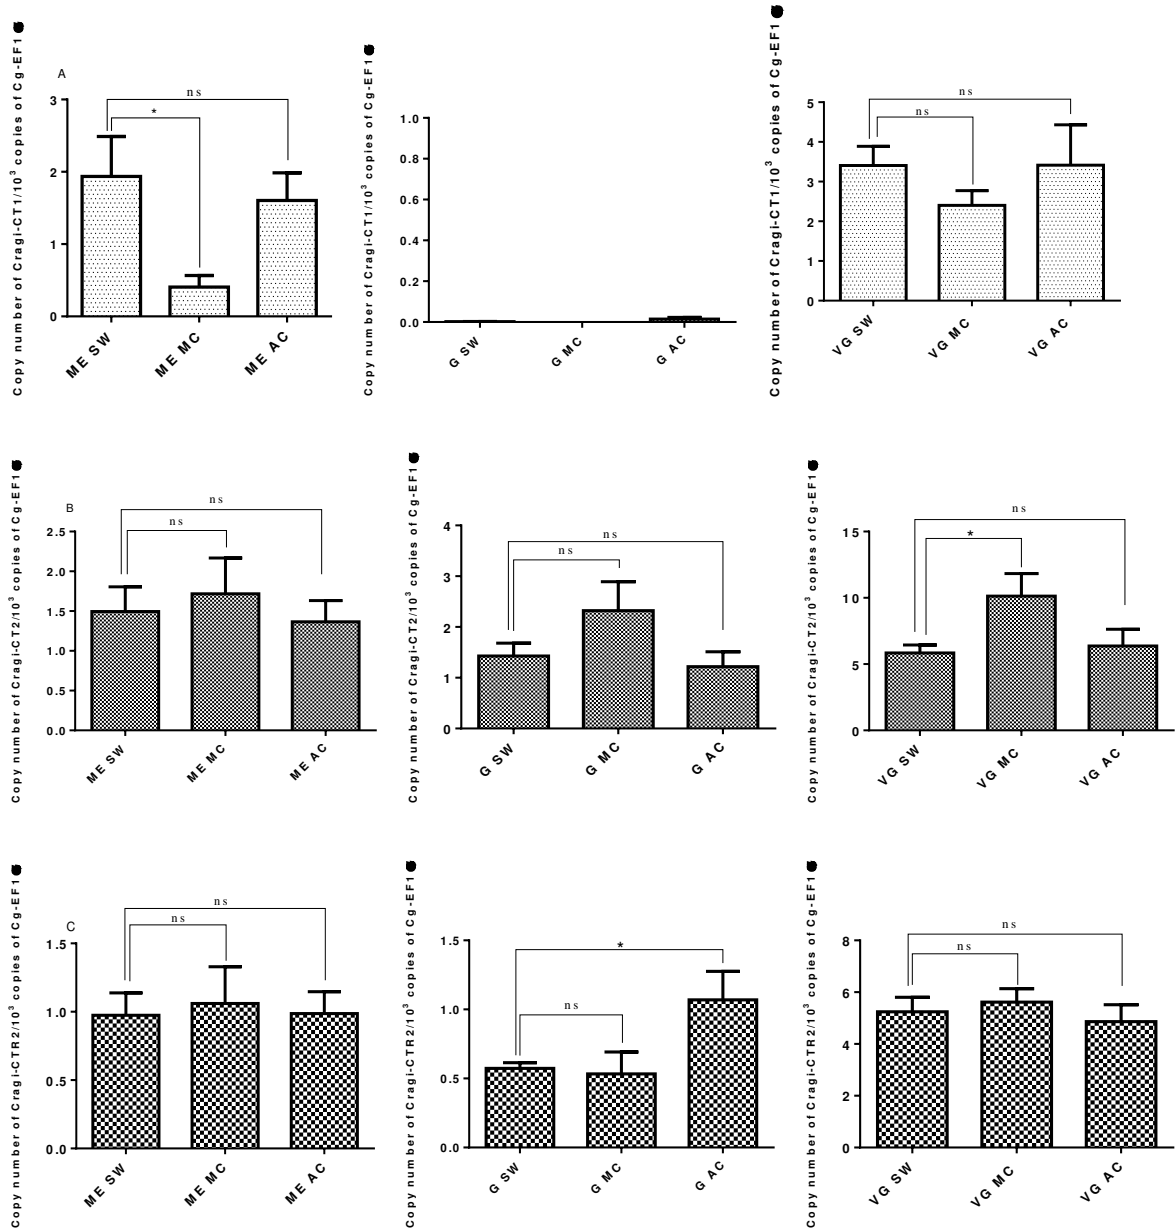 Copy number of Cragi-CT1/10³ copies of Cg-EF1
A
ns
*
3
2
1
0
ME SW
ME MC
ME AC
Copy number of Cragi-CT1/10³ copies of Cg-EF1
1.0
0.8
0.6
0.4
0.2
0.0
G SW
G MC
G AC
Copy number of Cragi-CT1/10³ copies of Cg-EF1
ns
ns
5
4
3
2
1
0
VG SW
VG MC
VG AC
Copy number of Cragi-CT2/10³ copies of Cg-EF1
B
ns
ns
2.5
2.0
1.5
1.0
0.5
0.0
ME SW
ME MC
ME AC
Copy number of Cragi-CT2/10³ copies of Cg-EF1
ns
ns
4
3
2
1
0
G SW
G MC
G AC
Copy number of Cragi-CT2/10³ copies of Cg-EF1
ns
*
15
10
5
0
VG SW
VG MC
VG AC
Copy number of Cragi-CTR2/10³ copies of Cg-EF1
C
ns
ns
1.5
1.0
0.5
0.0
ME SW
ME MC
ME AC
Copy number of Cragi-CTR2/10³ copies of Cg-EF1
*
ns
1.5
1.0
0.5
0.0
G SW
G MC
G AC
Copy number of Cragi-CTR2/10³ copies of Cg-EF1
ns
ns
8
6
4
2
0
VG SW
VG MC
VG AC